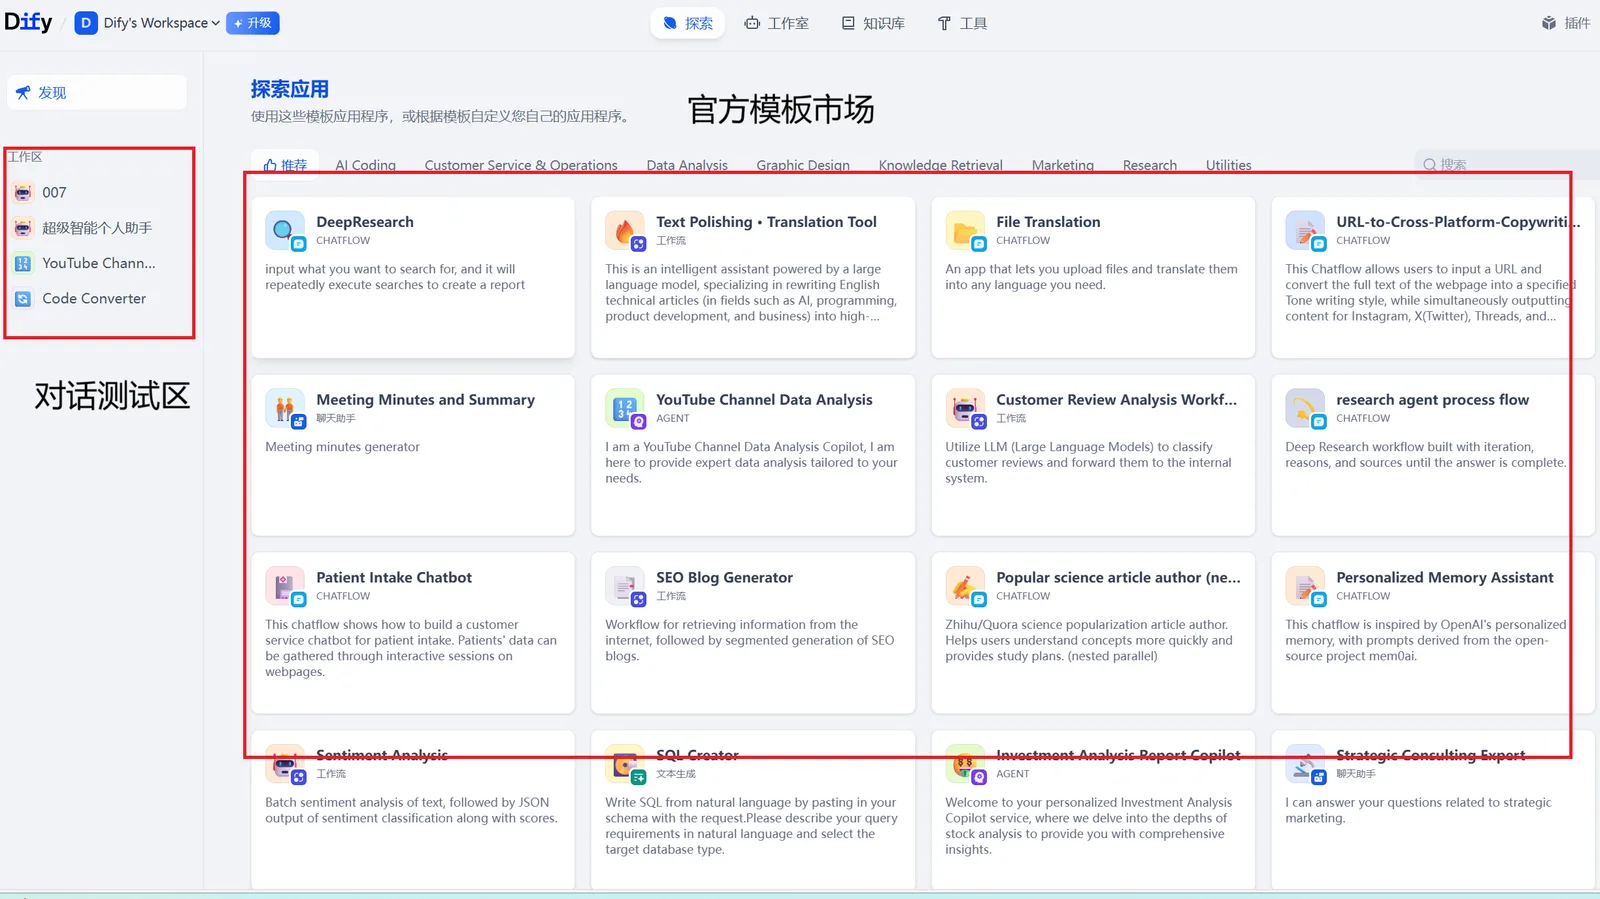 Dify / D Dify's Workspace 升级 探索 工作室 知识库 工具 插件
发现
探索应用
使用这些模板应用程序，或根据模板自定义您自己的应用程序。
官方模板市场
推荐 AI Coding Customer Service & Operations Data Analysis Graphic Design Knowledge Retrieval Marketing Research Utilities 搜索
工作区
007
超级智能个人助手
YouTube Chann...
Code Converter
对话测试区
DeepResearch
CHATFLOW
input what you want to search for, and it will
repeatedly execute searches to create a report
Text Polishing • Translation Tool
工作流
This is an intelligent assistant powered by a large
language model, specializing in rewriting English
technical articles (in fields such as AI, programming,
product development, and business) into high-...
File Translation
CHATFLOW
An app that lets you upload files and translate them
into any language you need.
URL-to-Cross-Platform-Copywriti...
CHATFLOW
This Chatflow allows users to input a URL and
convert the full text of the webpage into a specified
Tone writing style, while simultaneously outputting
content for Instagram, X(Twitter), Threads, and...
Meeting Minutes and Summary
聊天助手
Meeting minutes generator
YouTube Channel Data Analysis
AGENT
I am a YouTube Channel Data Analysis Copilot, I am
here to provide expert data analysis tailored to your
needs.
Customer Review Analysis Workf...
工作流
Utilize LLM (Large Language Models) to classify
customer reviews and forward them to the internal
system.
research agent process flow
CHATFLOW
Deep Research workflow built with iteration,
reasons, and sources until the answer is complete.
Patient Intake Chatbot
CHATFLOW
This chatflow shows how to build a customer
service chatbot for patient intake. Patients' data can
be gathered through interactive sessions on
webpages.
SEO Blog Generator
工作流
Workflow for retrieving information from the
internet, followed by segmented generation of SEO
blogs.
Popular science article author (ne...
CHATFLOW
Zhihu/Quora science popularization article author.
Helps users understand concepts more quickly and
provides study plans. (nested parallel)
Personalized Memory Assistant
CHATFLOW
This chatflow is inspired by OpenAI's personalized
memory, with prompts derived from the open-
source project mem0ai.
Sentiment Analysis
工作流
Batch sentiment analysis of text, followed by JSON
output of sentiment classification along with scores.
SQL Creator
文本生成
Write SQL from natural language by pasting in your
schema with the request.Please describe your query
requirements in natural language and select the
target database type.
Investment Analysis Report Copilot
AGENT
Welcome to your personalized Investment Analysis
Copilot service, where we delve into the depths of
stock analysis to provide you with comprehensive
insights.
Strategic Consulting Expert
聊天助手
I can answer your questions related to strategic
marketing.